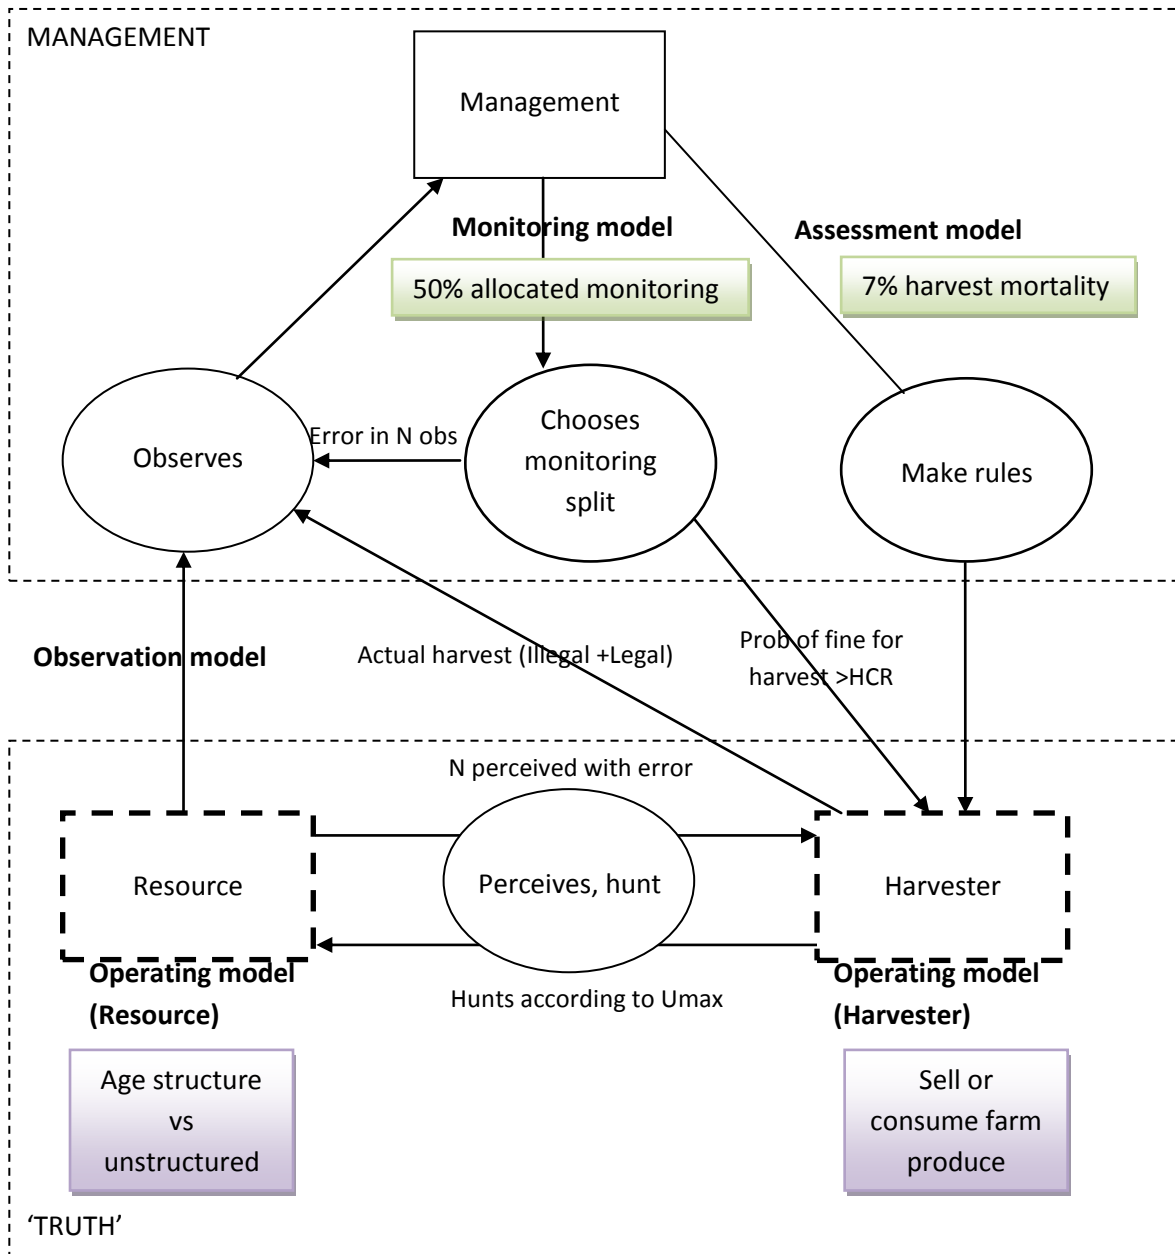 MANAGEMENT
Management
Monitoring model
Assessment model
50% allocated monitoring
7% harvest mortality
Observes
Error in N obs
Chooses
monitoring
split
Make rules
Observation model
Actual harvest (Illegal +Legal)
Prob of fine for
harvest >HCR
N perceived with error
Resource
Perceives, hunt
Harvester
Operating model
(Resource)
Hunts according to Umax
Operating model
(Harvester)
Age structure
vs
unstructured
Sell or
consume farm
produce
‘TRUTH’